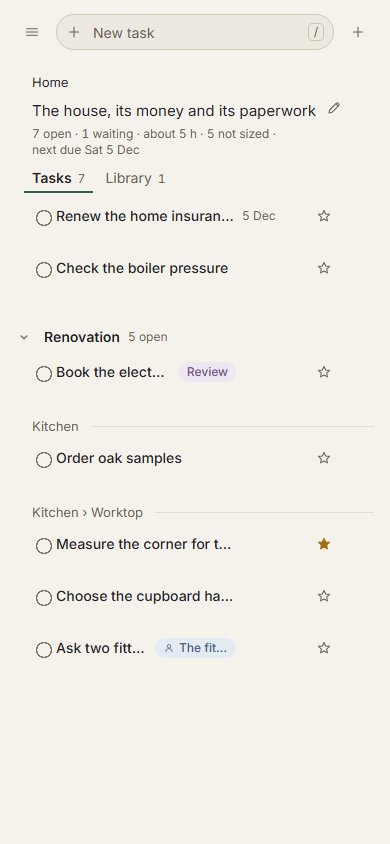 New task /
Home
The house, its money and its paperwork
7 open · 1 waiting · about 5 h · 5 not sized ·
next due Sat 5 Dec
Tasks 7 Library 1
Renew the home insuran… 5 Dec
Check the boiler pressure
Renovation 5 open
Book the elect… Review
Kitchen
Order oak samples
Kitchen › Worktop
Measure the corner for t…
Choose the cupboard ha…
Ask two fitt… The fit…